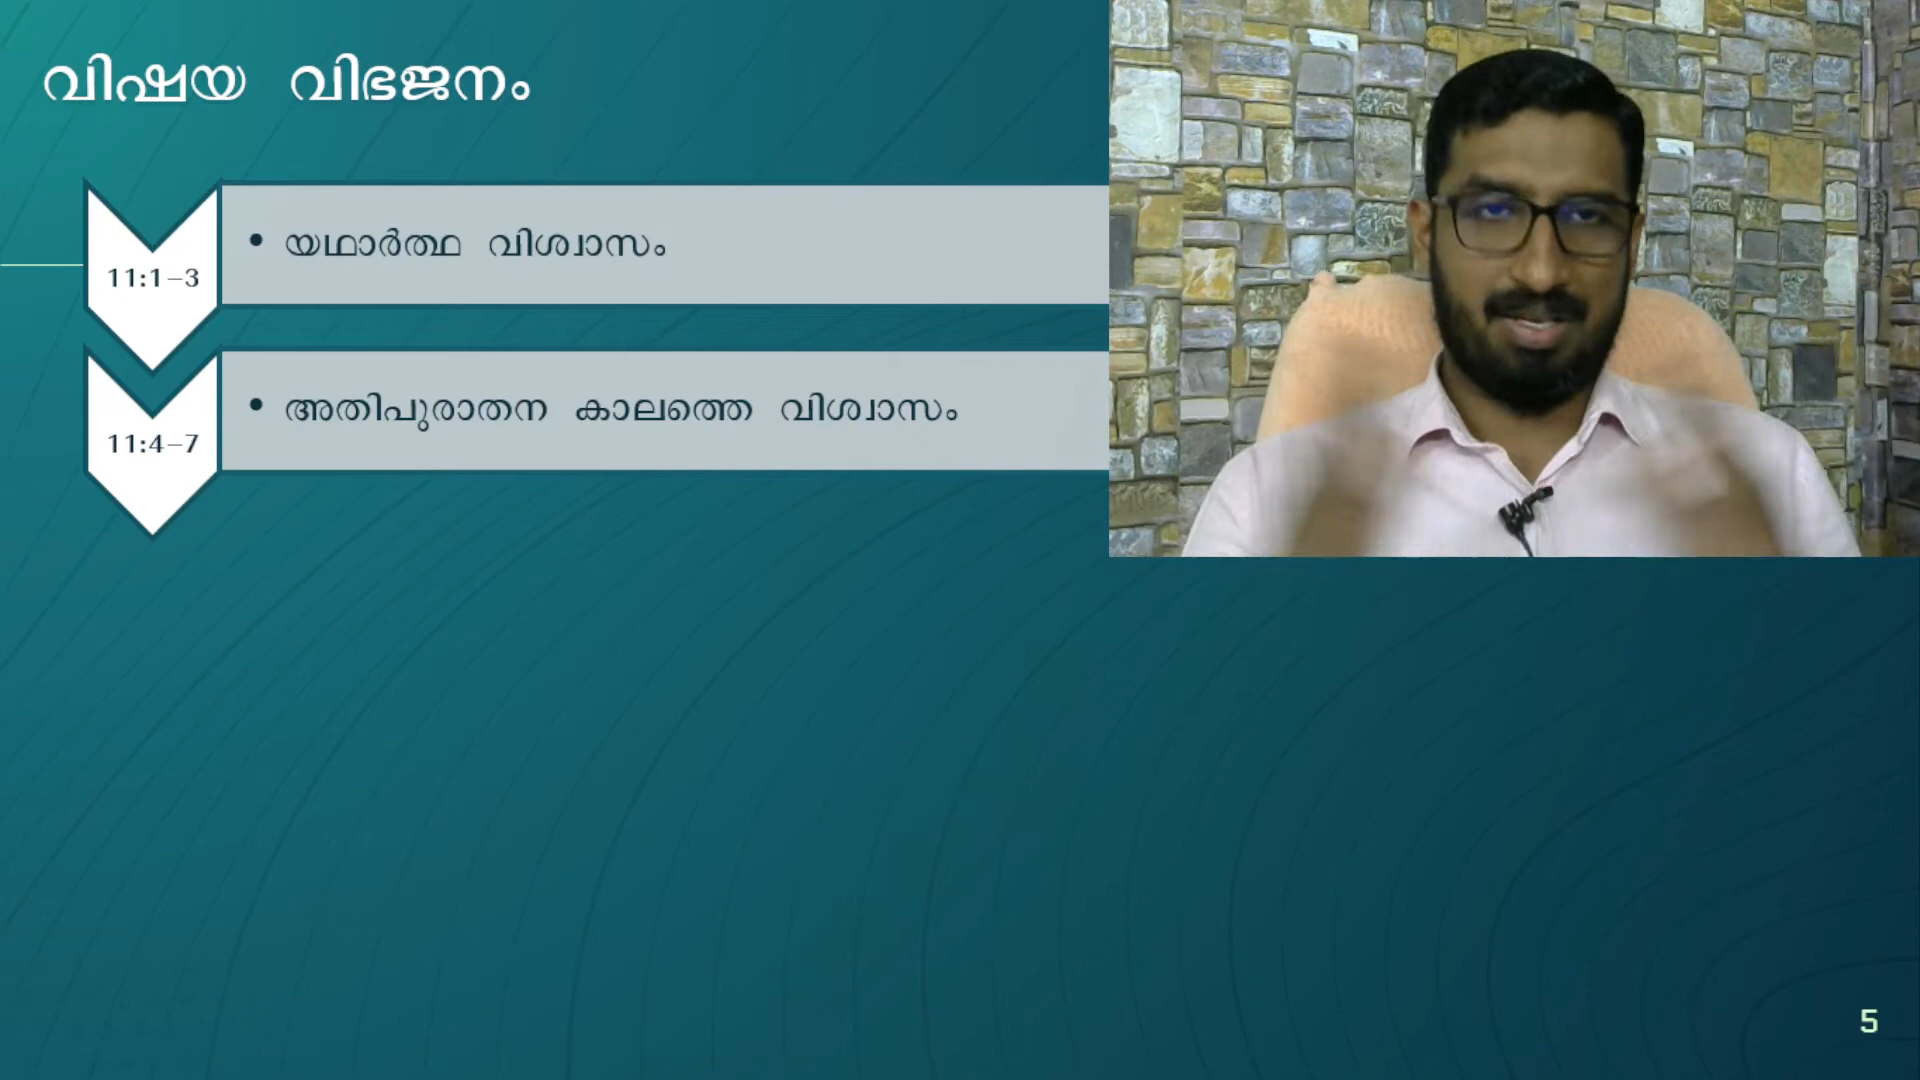 വിഷയ വിഭജനം
11:1-3
• യഥാർത്ഥ വിശ്വാസം
11:4-7
• അതിപുരാതന കാലത്തെ വിശ്വാസം
5